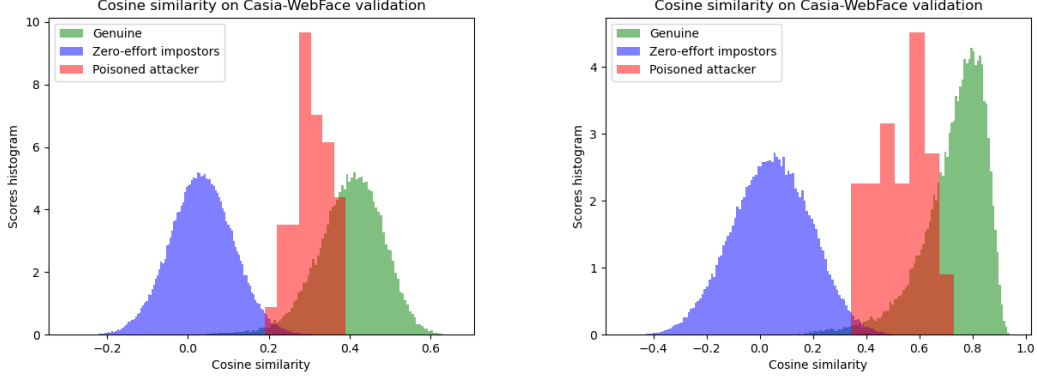 Cosine similarity on Casia-WebFace validation
Genuine
Zero-effort impostors
Poisoned attacker
Scores histogram
10
8
6
4
2
0
−0.2 0.0 0.2 0.4 0.6
Cosine similarity
Cosine similarity on Casia-WebFace validation
Genuine
Zero-effort impostors
Poisoned attacker
Scores histogram
4
3
2
1
0
−0.4 −0.2 0.0 0.2 0.4 0.6 0.8 1.0
Cosine similarity